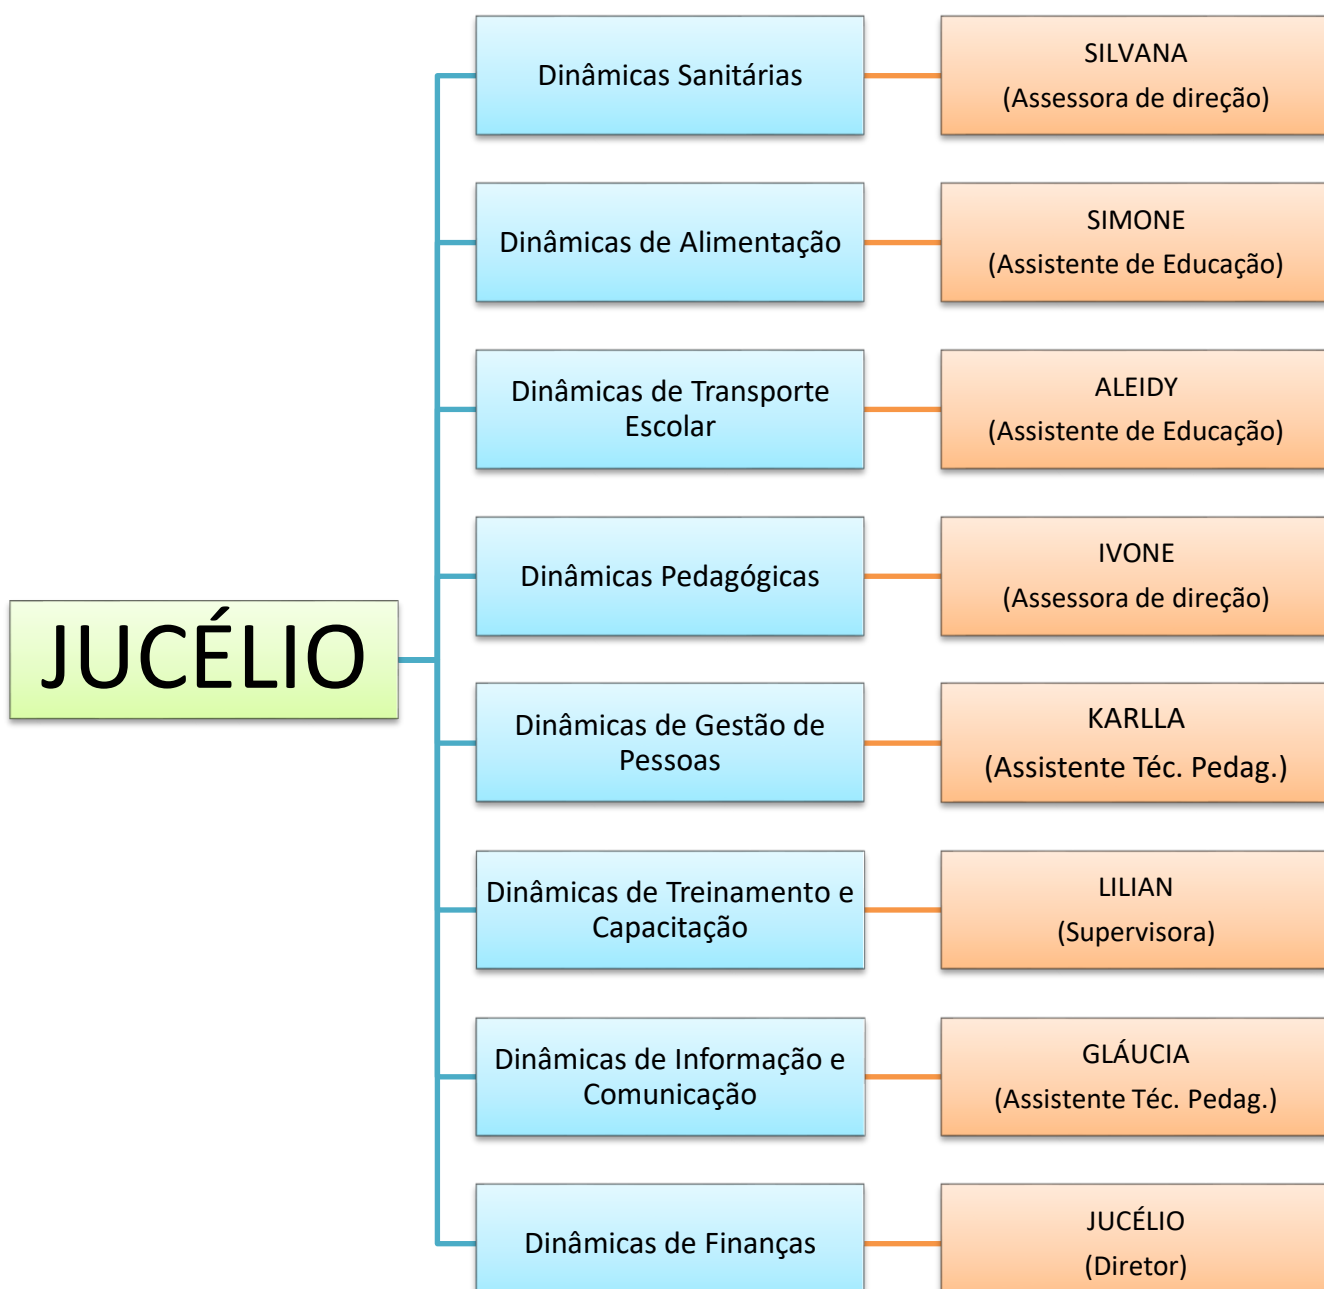 JUCÉLIO
Dinâmicas Sanitárias
SILVANA
(Assessora de direção)
Dinâmicas de Alimentação
SIMONE
(Assistente de Educação)
Dinâmicas de Transporte
Escolar
ALEIDY
(Assistente de Educação)
Dinâmicas Pedagógicas
IVONE
(Assessora de direção)
Dinâmicas de Gestão de
Pessoas
KARLLA
(Assistente Téc. Pedag.)
Dinâmicas de Treinamento e
Capacitação
LILIAN
(Supervisora)
Dinâmicas de Informação e
Comunicação
GLÁUCIA
(Assistente Téc. Pedag.)
Dinâmicas de Finanças
JUCÉLIO
(Diretor)